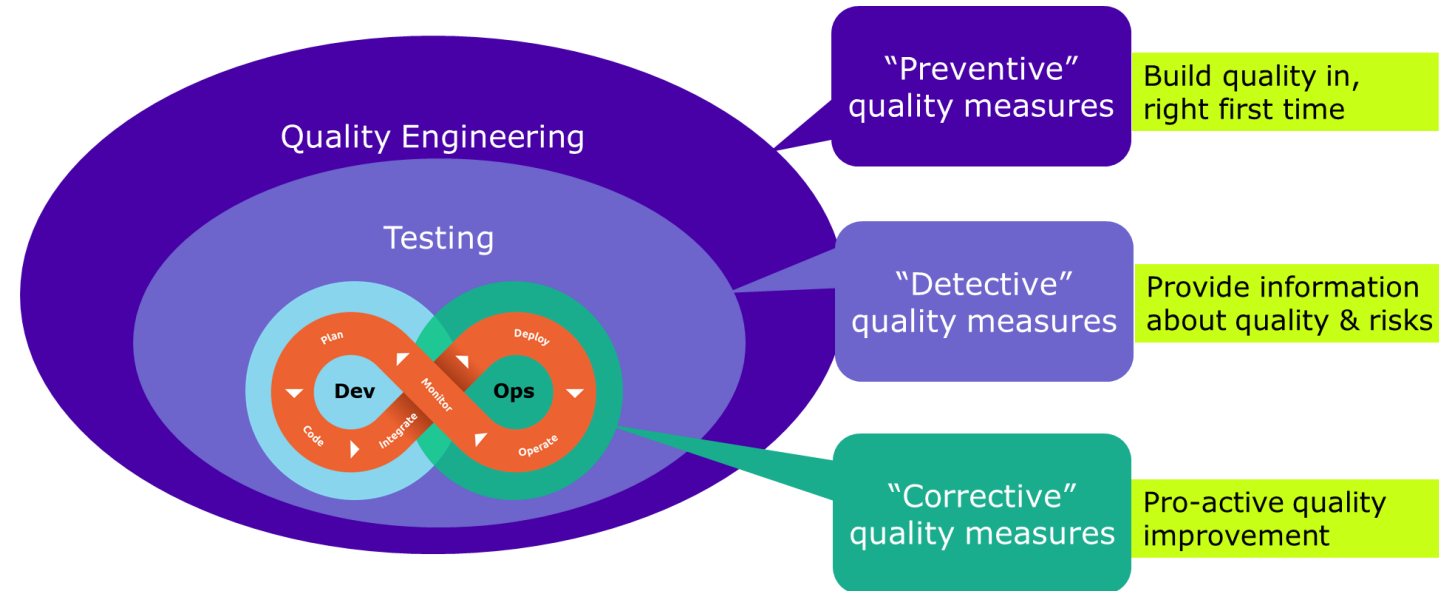 Quality Engineering
Testing
Plan
Code
Integrate
Monitor
Deploy
Operate
Dev
Ops
“Preventive”
quality measures
Build quality in,
right first time
“Detective”
quality measures
Provide information
about quality & risks
“Corrective”
quality measures
Pro-active quality
improvement